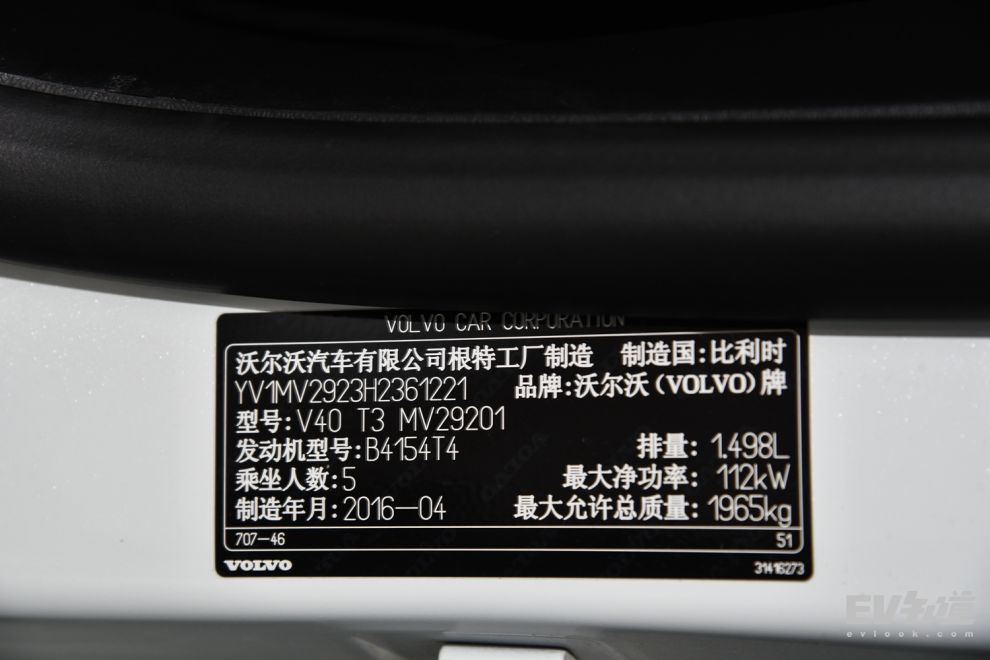 VOLVO CAR CORPORATION
沃尔沃汽车有限公司根特工厂制造 制造国:比利时
YV1MV2923H2361221 品牌:沃尔沃(VOLVO)牌
型号:V40 T3 MV29201
发动机型号:B4154T4 排量: 1.498L
乘坐人数:5 最大净功率: 112kW
制造年月:2016-04 最大允许总质量: 1965kg
707-46 51
VOLVO 31416273
EV知道
evlook.com